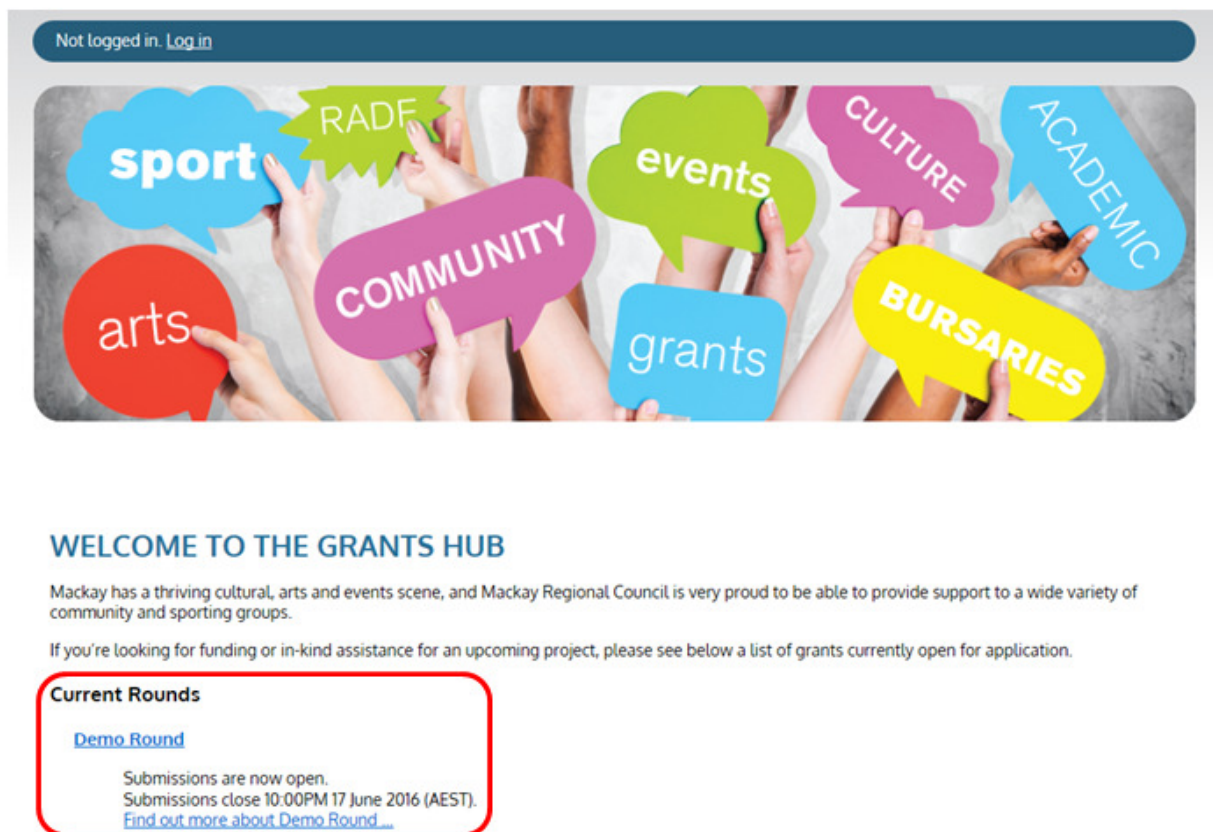 Not logged in. Log in
sport
RADF
events
CULTURE
ACADEMIC
arts
COMMUNITY
grants
BURSARIES
WELCOME TO THE GRANTS HUB
Mackay has a thriving cultural, arts and events scene, and Mackay Regional Council is very proud to be able to provide support to a wide variety of
community and sporting groups.
If you're looking for funding or in-kind assistance for an upcoming project, please see below a list of grants currently open for application.
Current Rounds
Demo Round
Submissions are now open.
Submissions close 10:00PM 17 June 2016 (AEST).
Find out more about Demo Round ...